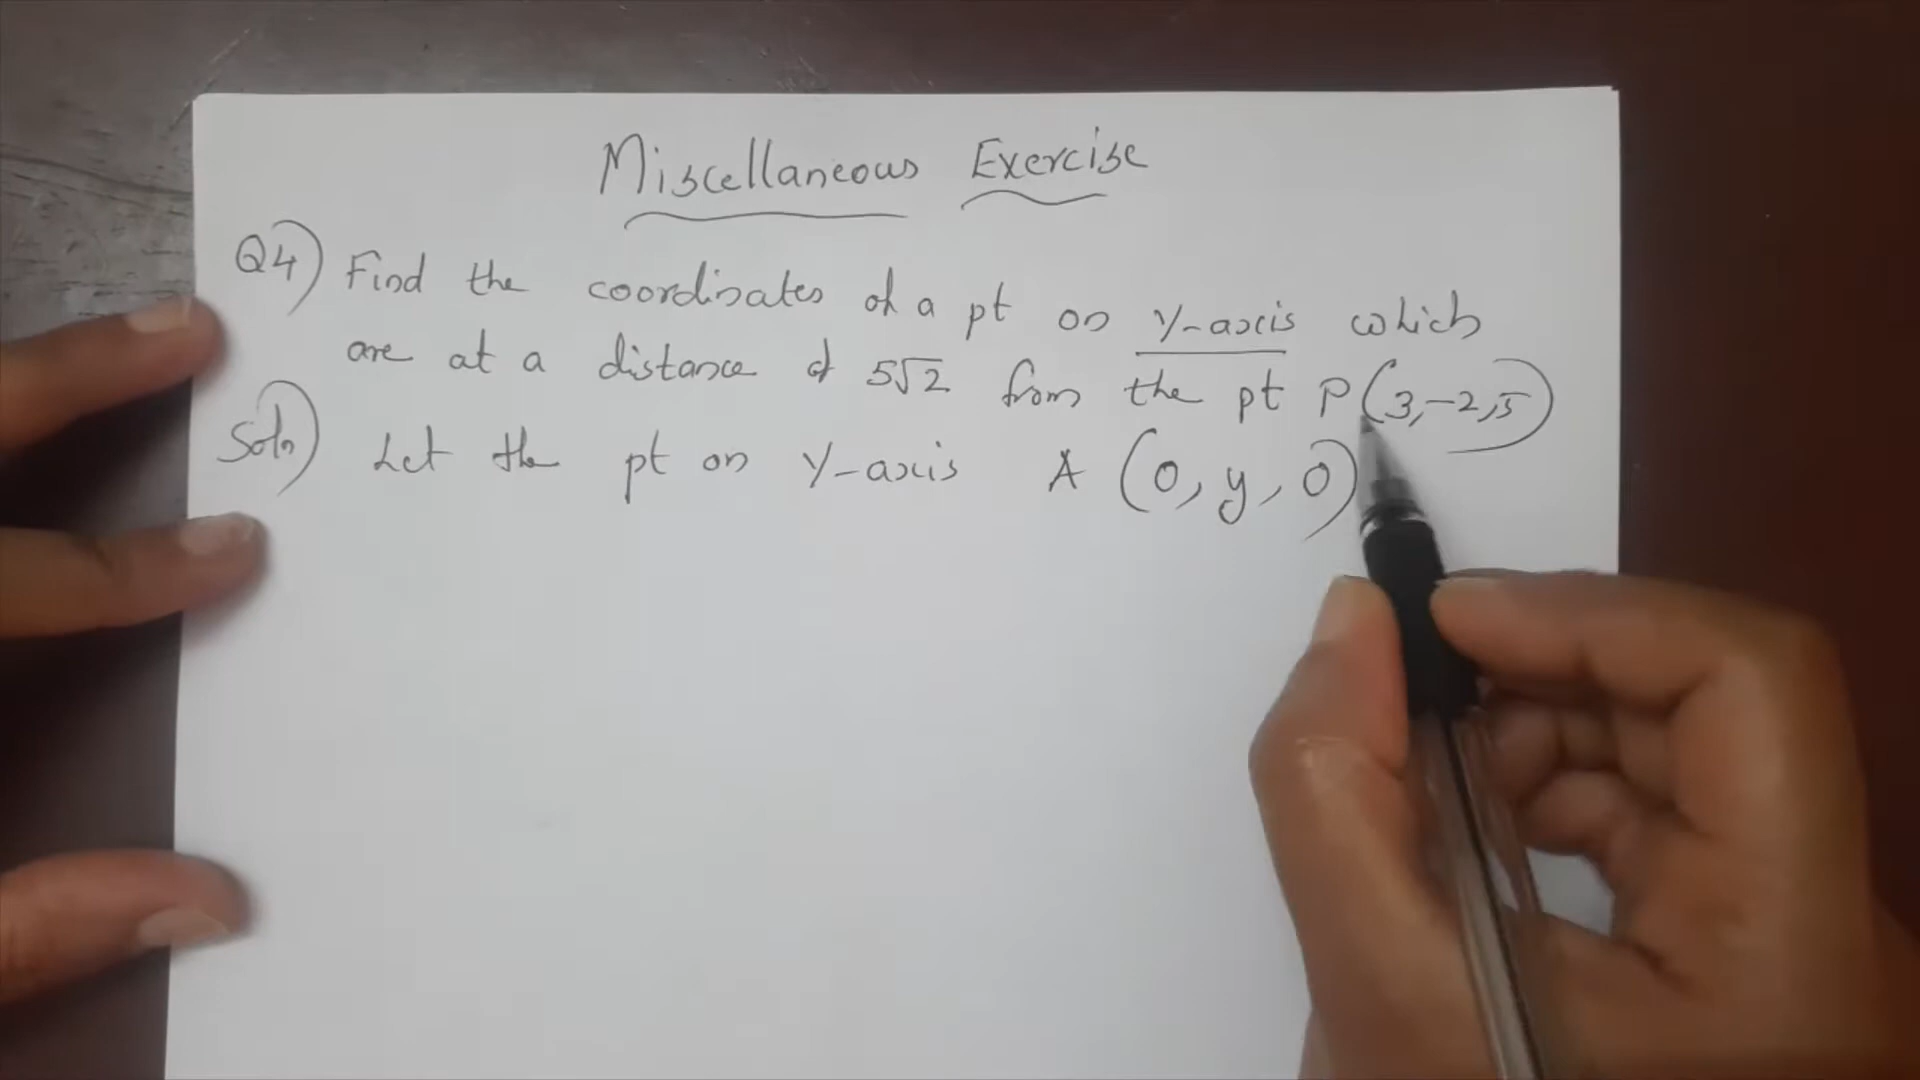 Miscellaneous Exercise
Q4) Find the coordinates of a pt on y-axis which
are at a distance of 5√2 from the pt P(3,-2,5)
Soln) Let the pt on y-axis A (0, y, 0)